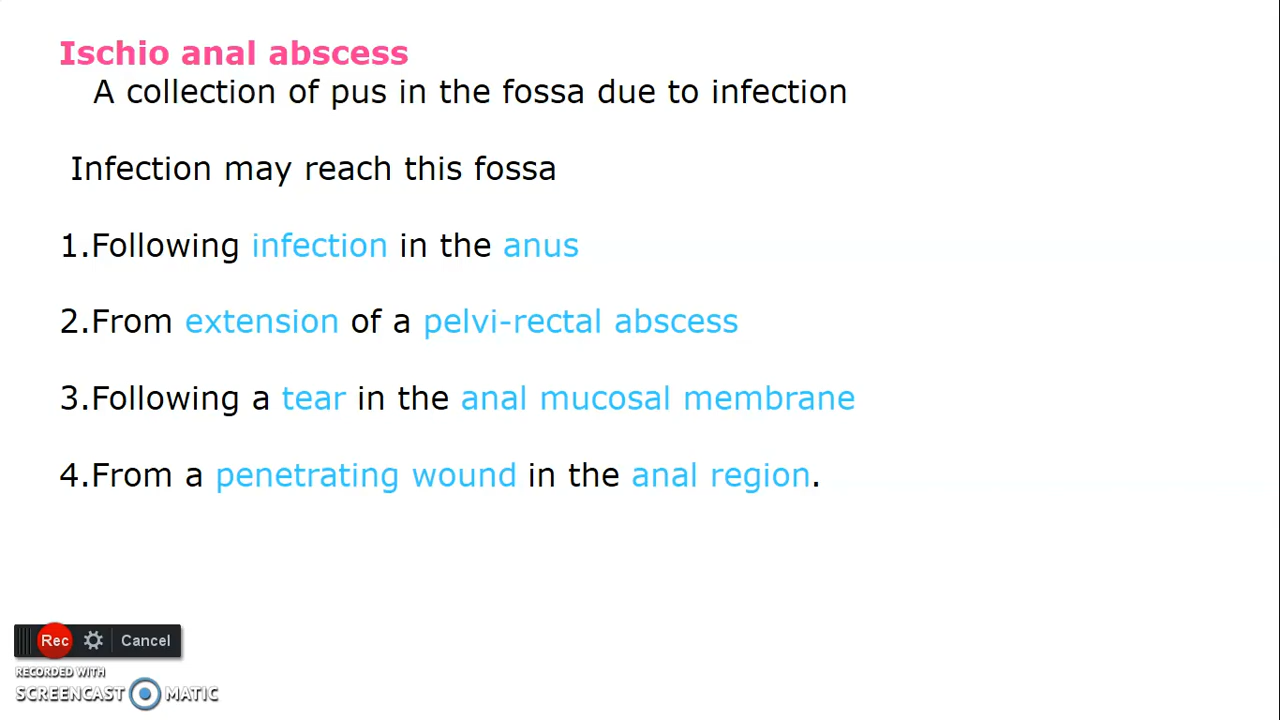 Ischio anal abscess
A collection of pus in the fossa due to infection
Infection may reach this fossa
1.Following infection in the anus
2.From extension of a pelvi-rectal abscess
3.Following a tear in the anal mucosal membrane
4.From a penetrating wound in the anal region.
Rec Cancel
RECORDED WITH
SCREENCAST MATIC